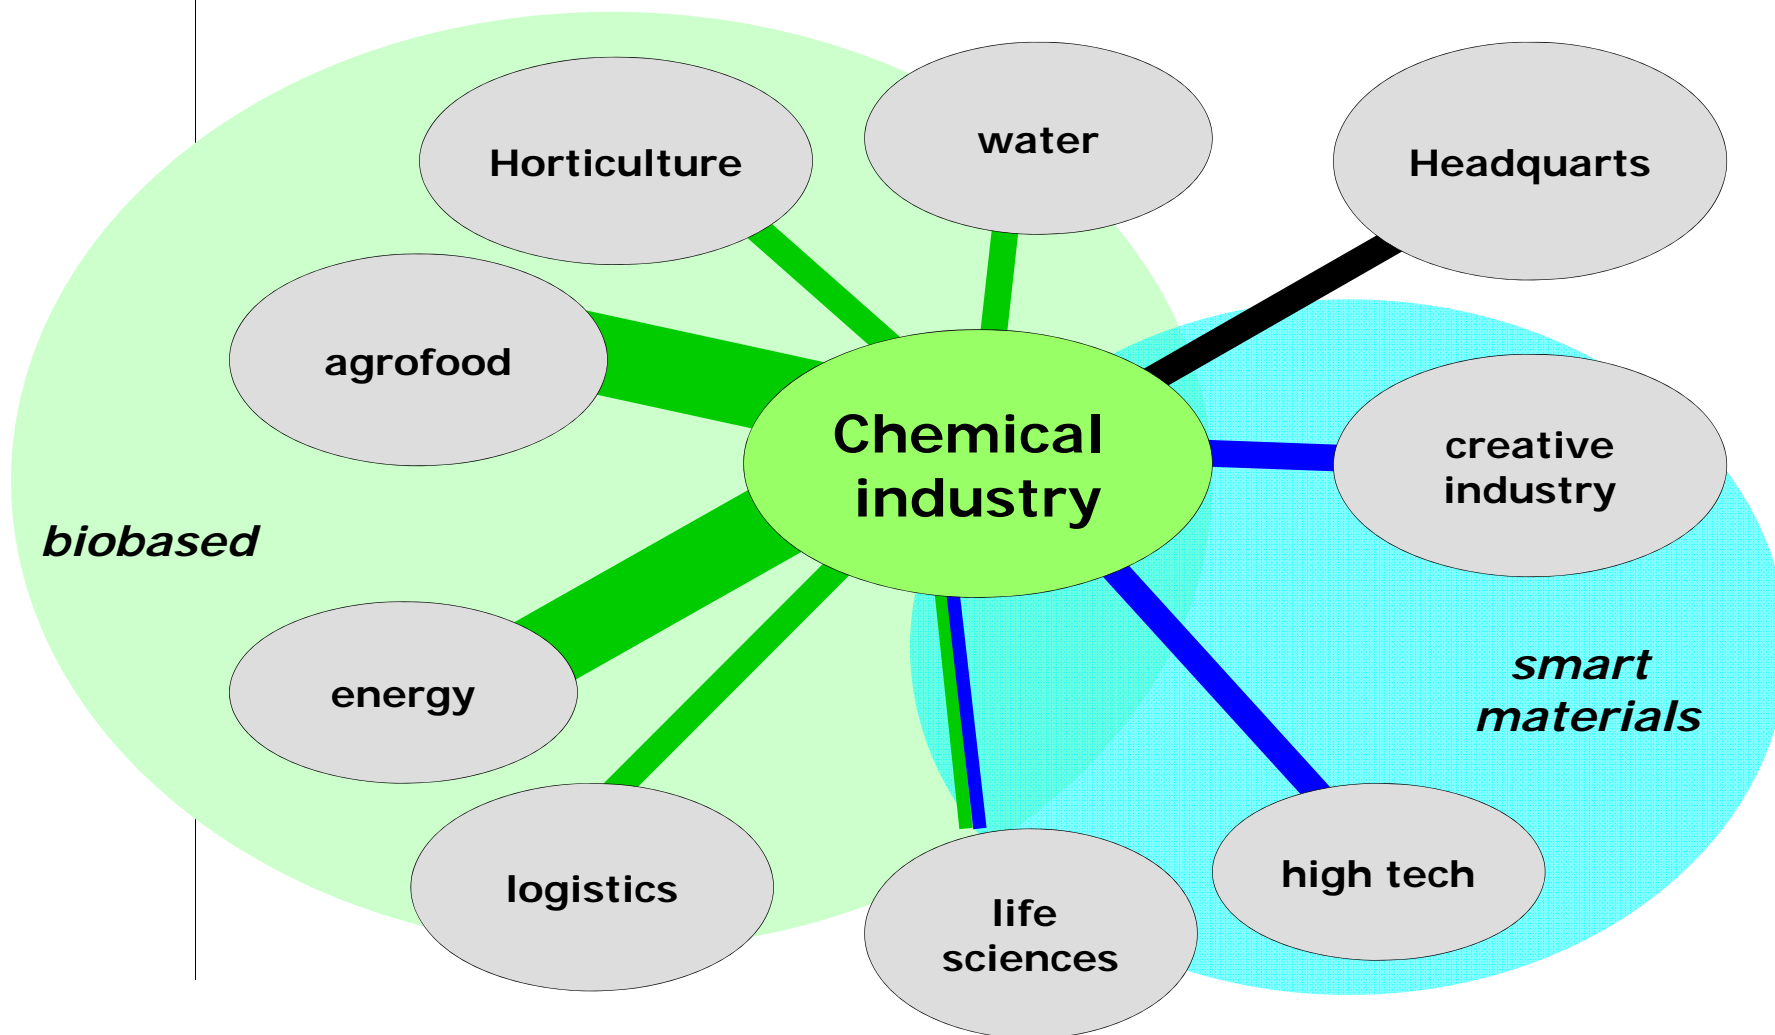 water
Horticulture
Headquarts
agrofood
Chemical
industry
creative
industry
biobased
smart
materials
energy
logistics
high tech
life
sciences